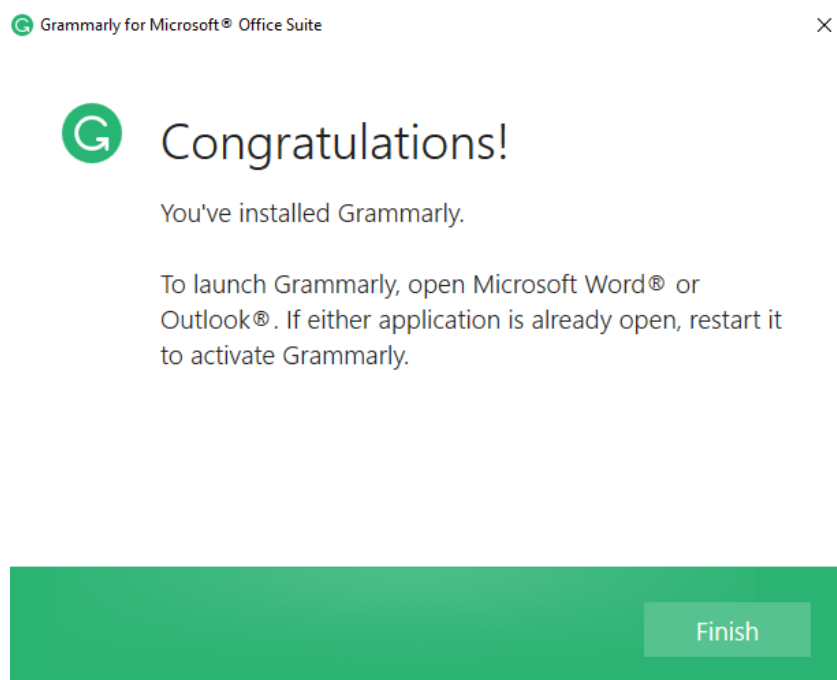 Grammarly for Microsoft® Office Suite
Congratulations!
You've installed Grammarly.
To launch Grammarly, open Microsoft Word® or
Outlook®. If either application is already open, restart it
to activate Grammarly.
Finish